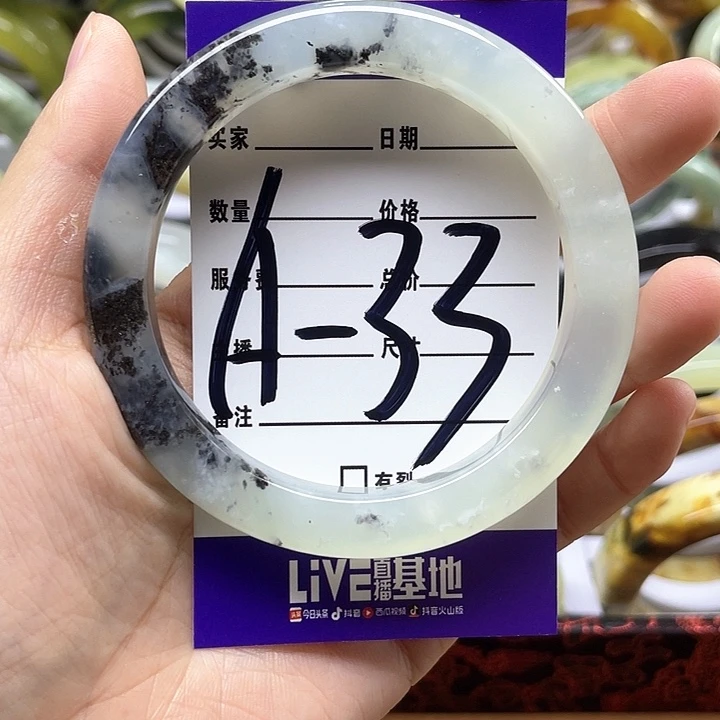 买家 日期
数量 价格
服务费 总价
播 尺寸
备注
A-33
有裂
LiVE直播基地
今日头条 抖音 西瓜视频 抖音火山版